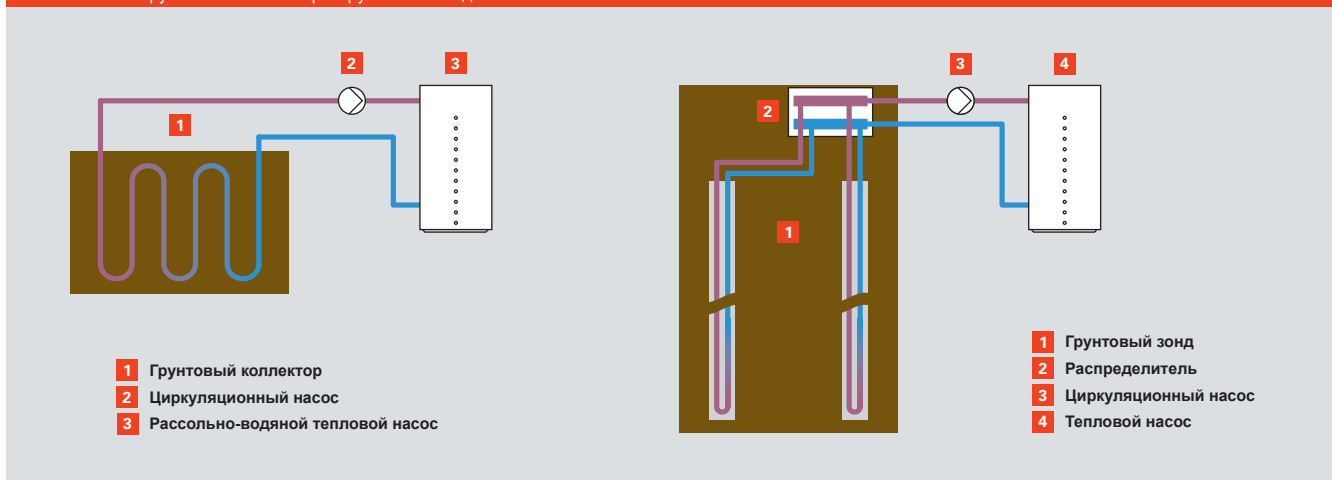 2
3
1
1 Грунтовый коллектор
2 Циркуляционный насос
3 Рассольно-водяной тепловой насос
3
4
2
1
1 Грунтовый зонд
2 Распределитель
3 Циркуляционный насос
4 Тепловой насос